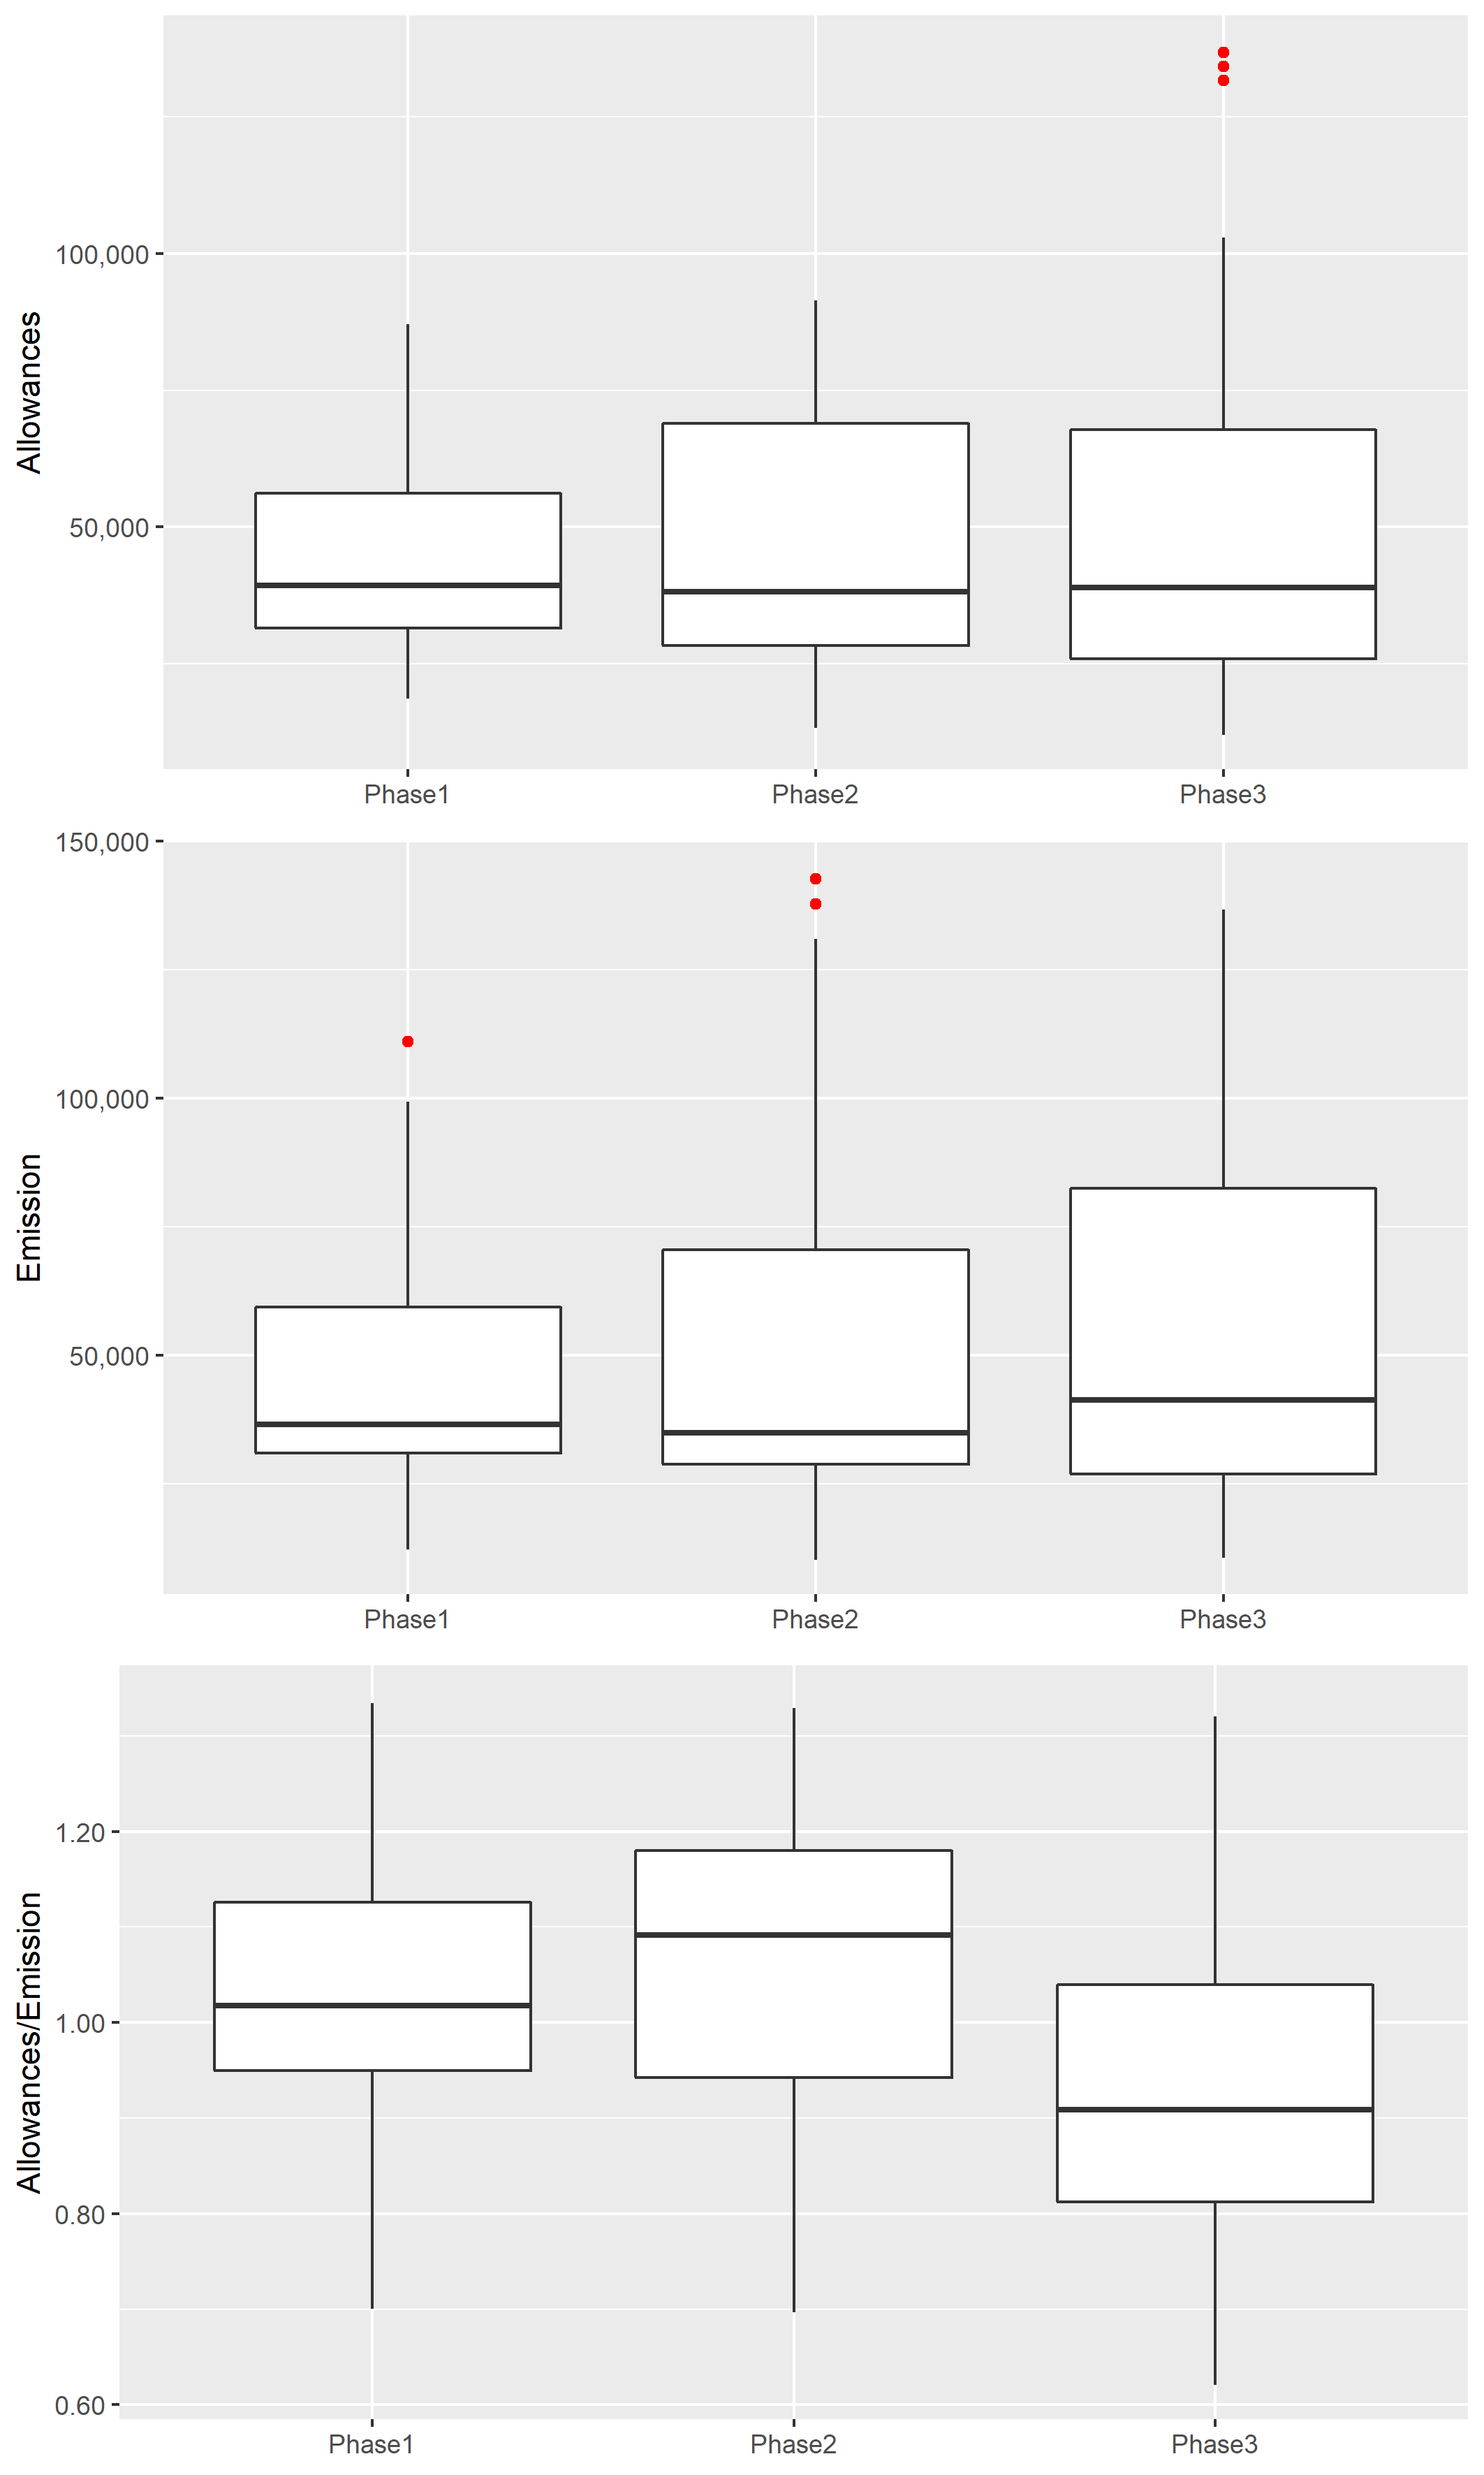 Allowances
100,000
50,000
Phase1 Phase2 Phase3
Emission
150,000
100,000
50,000
Phase1 Phase2 Phase3
Allowances/Emission
1.20
1.00
0.80
0.60
Phase1 Phase2 Phase3